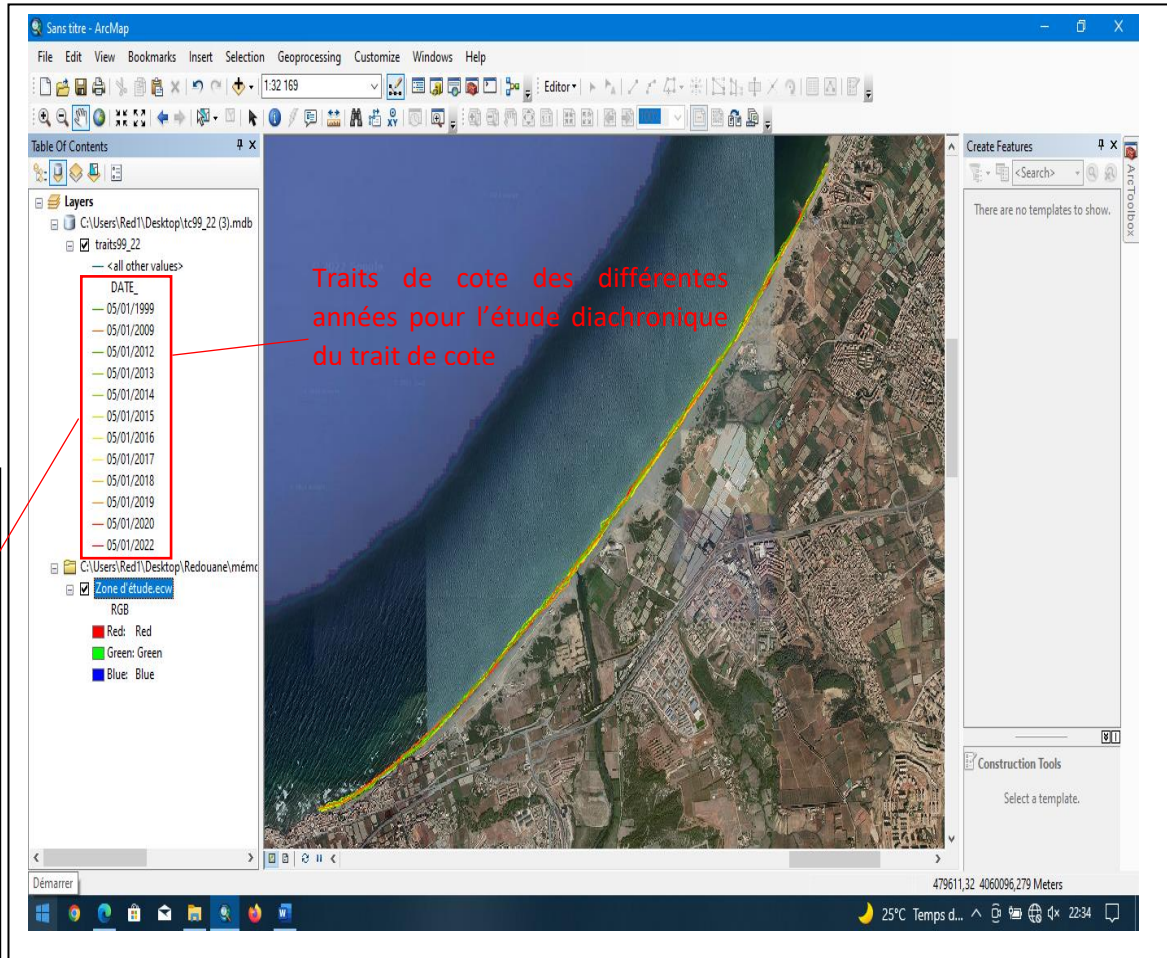 Sans titre - ArcMap
File Edit View Bookmarks Insert Selection Geoprocessing Customize Windows Help
1:32 169
Editor
Table Of Contents
Create Features
<Search>
There are no templates to show.
ArcToolbox
Layers
C:\Users\Red1\Desktop\tc99_22 (3).mdb
traits99_22
<all other values>
DATE_
05/01/1999
05/01/2009
05/01/2012
05/01/2013
05/01/2014
05/01/2015
05/01/2016
05/01/2017
05/01/2018
05/01/2019
05/01/2020
05/01/2022
C:\Users\Red1\Desktop\Redouane\mémo
Zone d'étude.ecw
RGB
Red: Red
Green: Green
Blue: Blue
Traits de cote des différentes
années pour l'étude diachronique
du trait de cote
Construction Tools
Select a template.
Démarrer
479611,32 4060096,279 Meters
25°C Temps d...
22:34